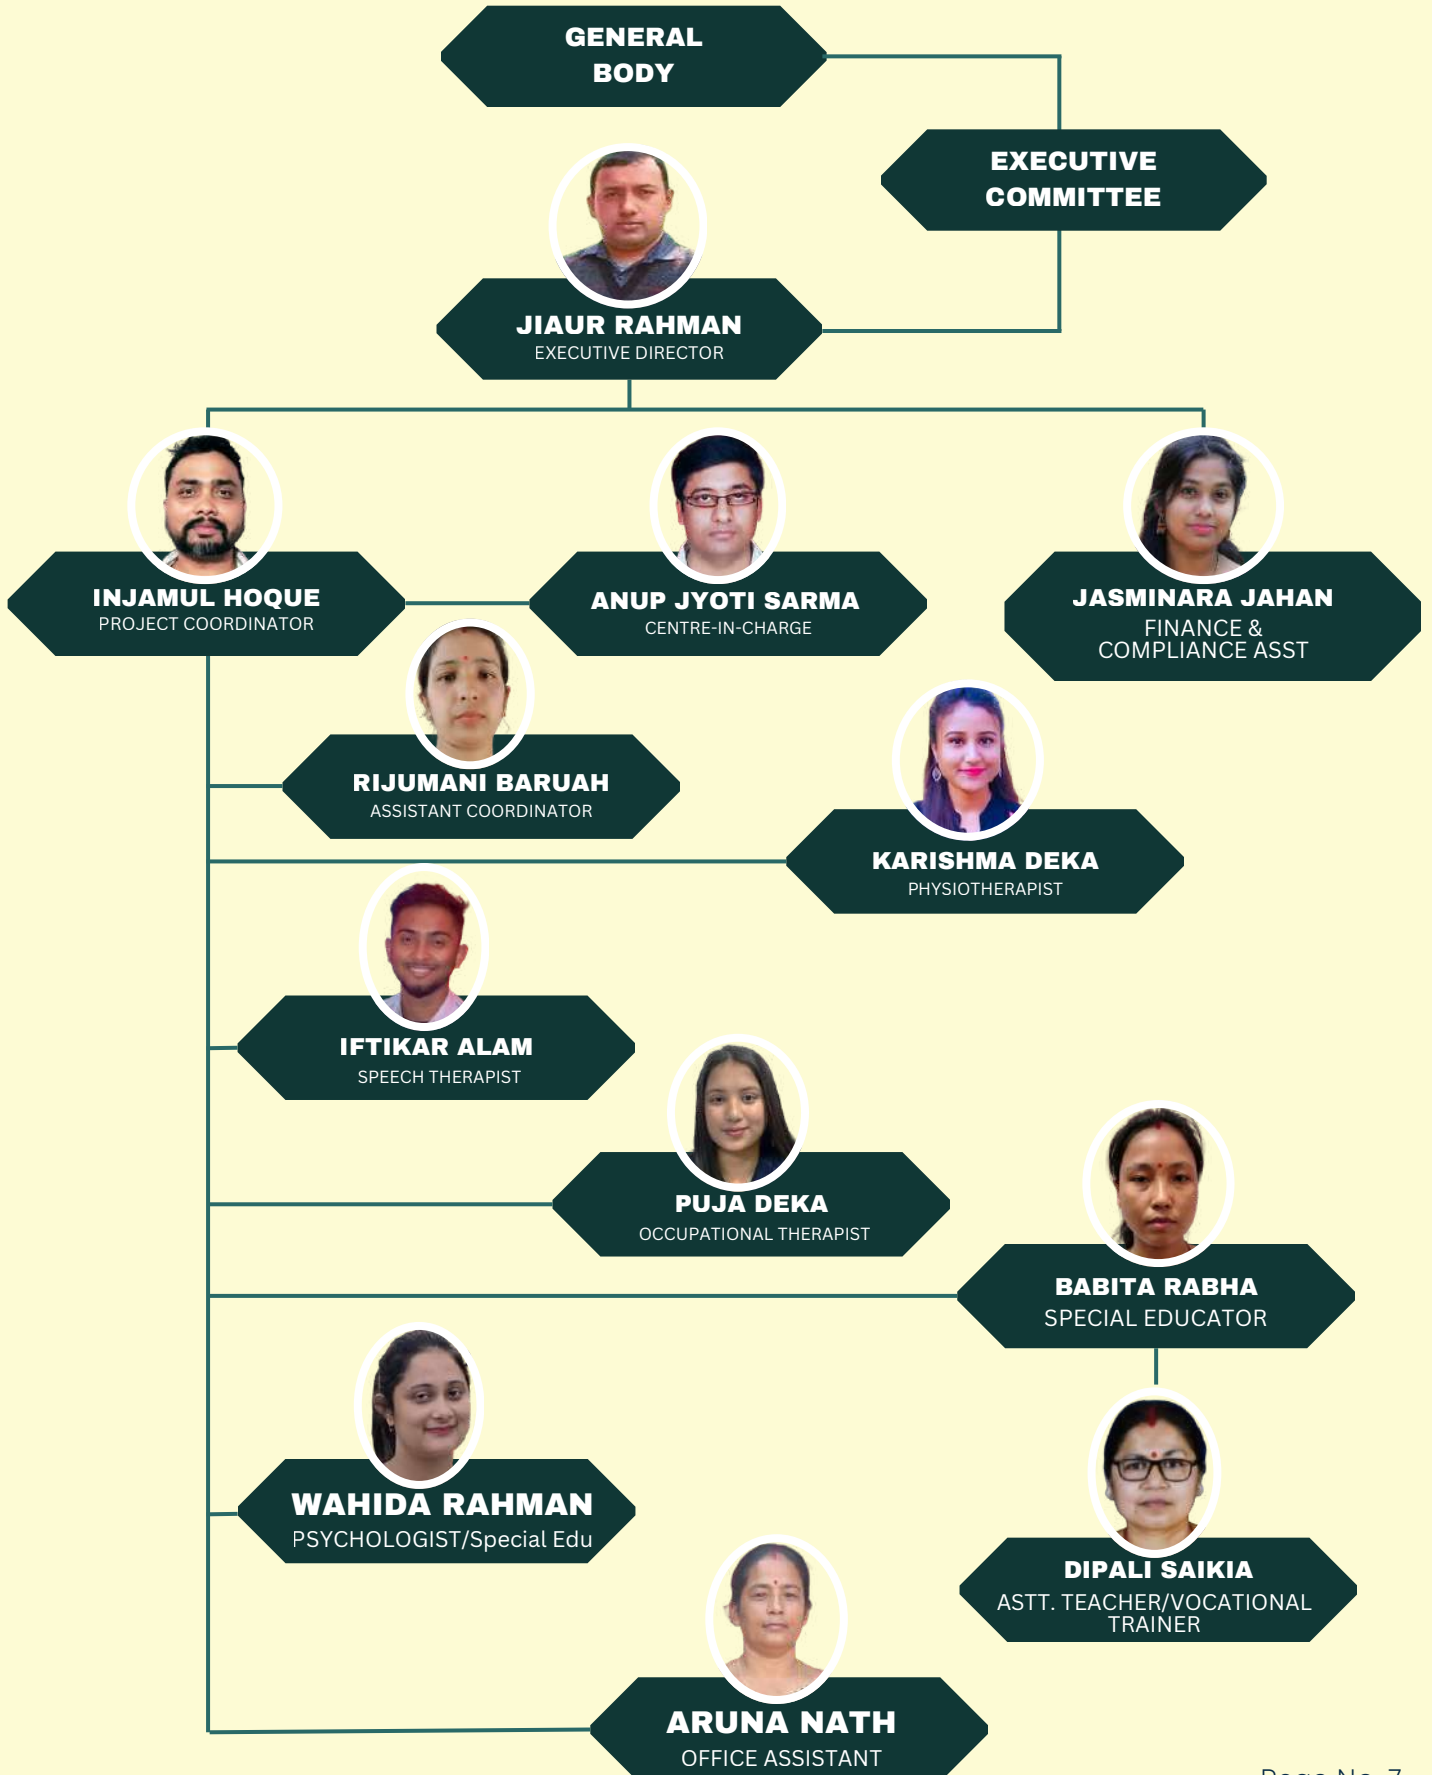 GENERAL
BODY
EXECUTIVE
COMMITTEE
JIAUR RAHMAN
EXECUTIVE DIRECTOR
INJAMUL HOQUE
PROJECT COORDINATOR
ANUP JYOTI SARMA
CENTRE-IN-CHARGE
JASMINARA JAHAN
FINANCE &
COMPLIANCE ASST
RIJUMANI BARUAH
ASSISTANT COORDINATOR
KARISHMA DEKA
PHYSIOTHERAPIST
IFTIKAR ALAM
SPEECH THERAPIST
PUJA DEKA
OCCUPATIONAL THERAPIST
BABITA RABHA
SPECIAL EDUCATOR
WAHIDA RAHMAN
PSYCHOLOGIST/Special Edu
DIPALI SAIKIA
ASTT. TEACHER/VOCATIONAL
TRAINER
ARUNA NATH
OFFICE ASSISTANT
Page No. 7